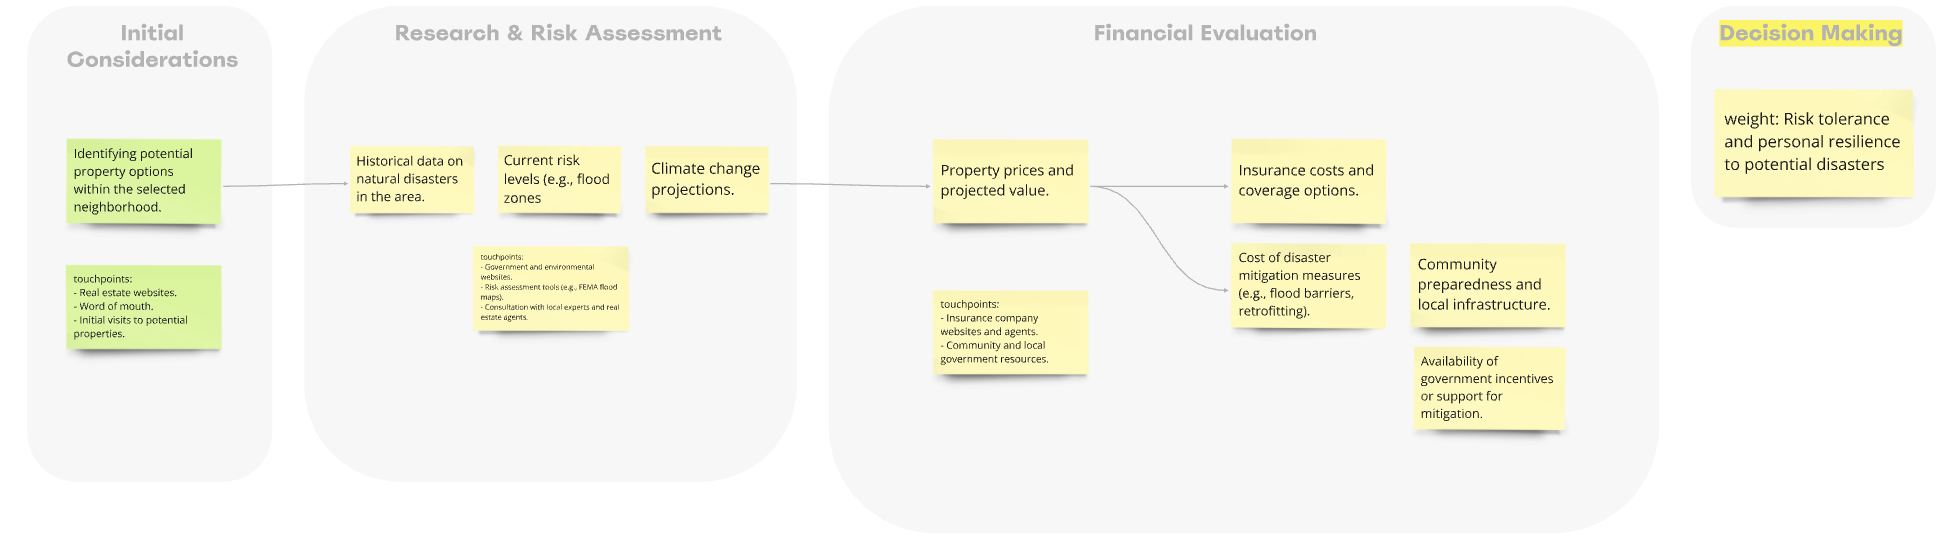 Initial
Considerations
Identifying potential
property options
within the selected
neighborhood.
touchpoints:
- Real estate websites.
- Word of mouth.
- Initial visits to potential
properties.
Research & Risk Assessment
Historical data on
natural disasters
in the area.
Current risk
levels (e.g., flood
zones
Climate change
projections.
touchpoints:
- Government and environmental
websites.
- Risk assessment tools (e.g., FEMA flood
maps).
- Consultation with local experts and real
estate agents.
Financial Evaluation
Property prices and
projected value.
touchpoints:
- Insurance company
websites and agents.
- Community and local
government resources.
Insurance costs and
coverage options.
Cost of disaster
mitigation measures
(e.g., flood barriers,
retrofitting).
Community
preparedness and
local infrastructure.
Availability of
government incentives
or support for
mitigation.
Decision Making
weight: Risk tolerance
and personal resilience
to potential disasters